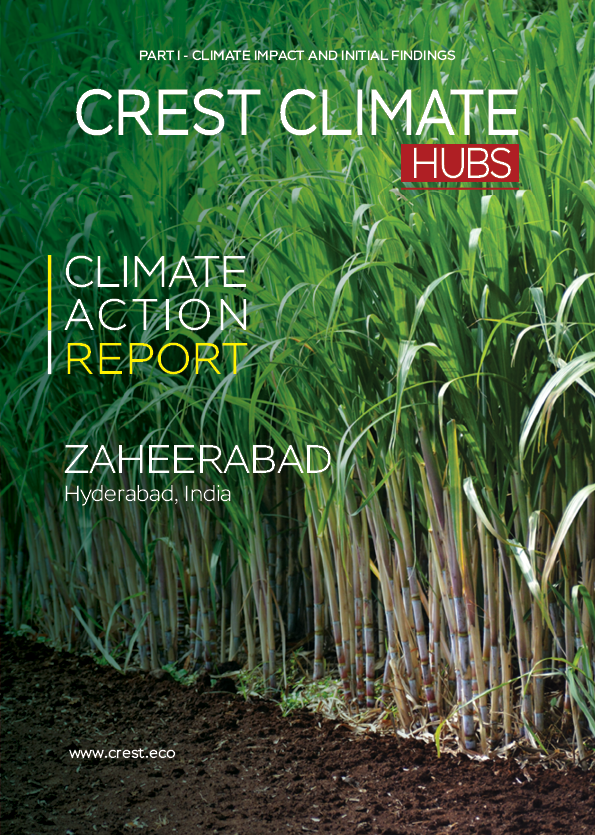 PART I - CLIMATE IMPACT AND INITIAL FINDINGS
CREST CLIMATE
HUBS
CLIMATE
ACTION
REPORT
ZAHEERABAD
Hyderabad, India
www.crest.eco